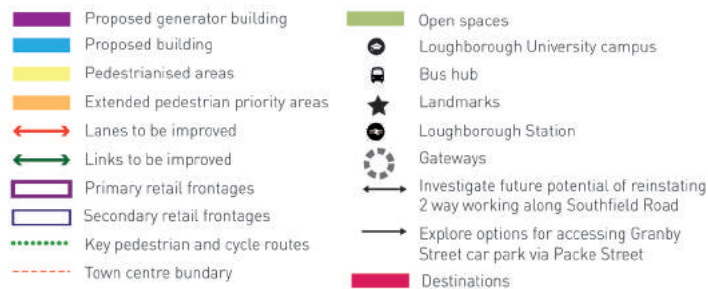 Proposed generator building
Proposed building
Pedestrianised areas
Extended pedestrian priority areas
Lanes to be improved
Links to be improved
Primary retail frontages
Secondary retail frontages
Key pedestrian and cycle routes
Town centre bundary
Open spaces
Loughborough University campus
Bus hub
Landmarks
Loughborough Station
Gateways
Investigate future potential of reinstating
2 way working along Southfield Road
Explore options for accessing Granby
Street car park via Packe Street
Destinations